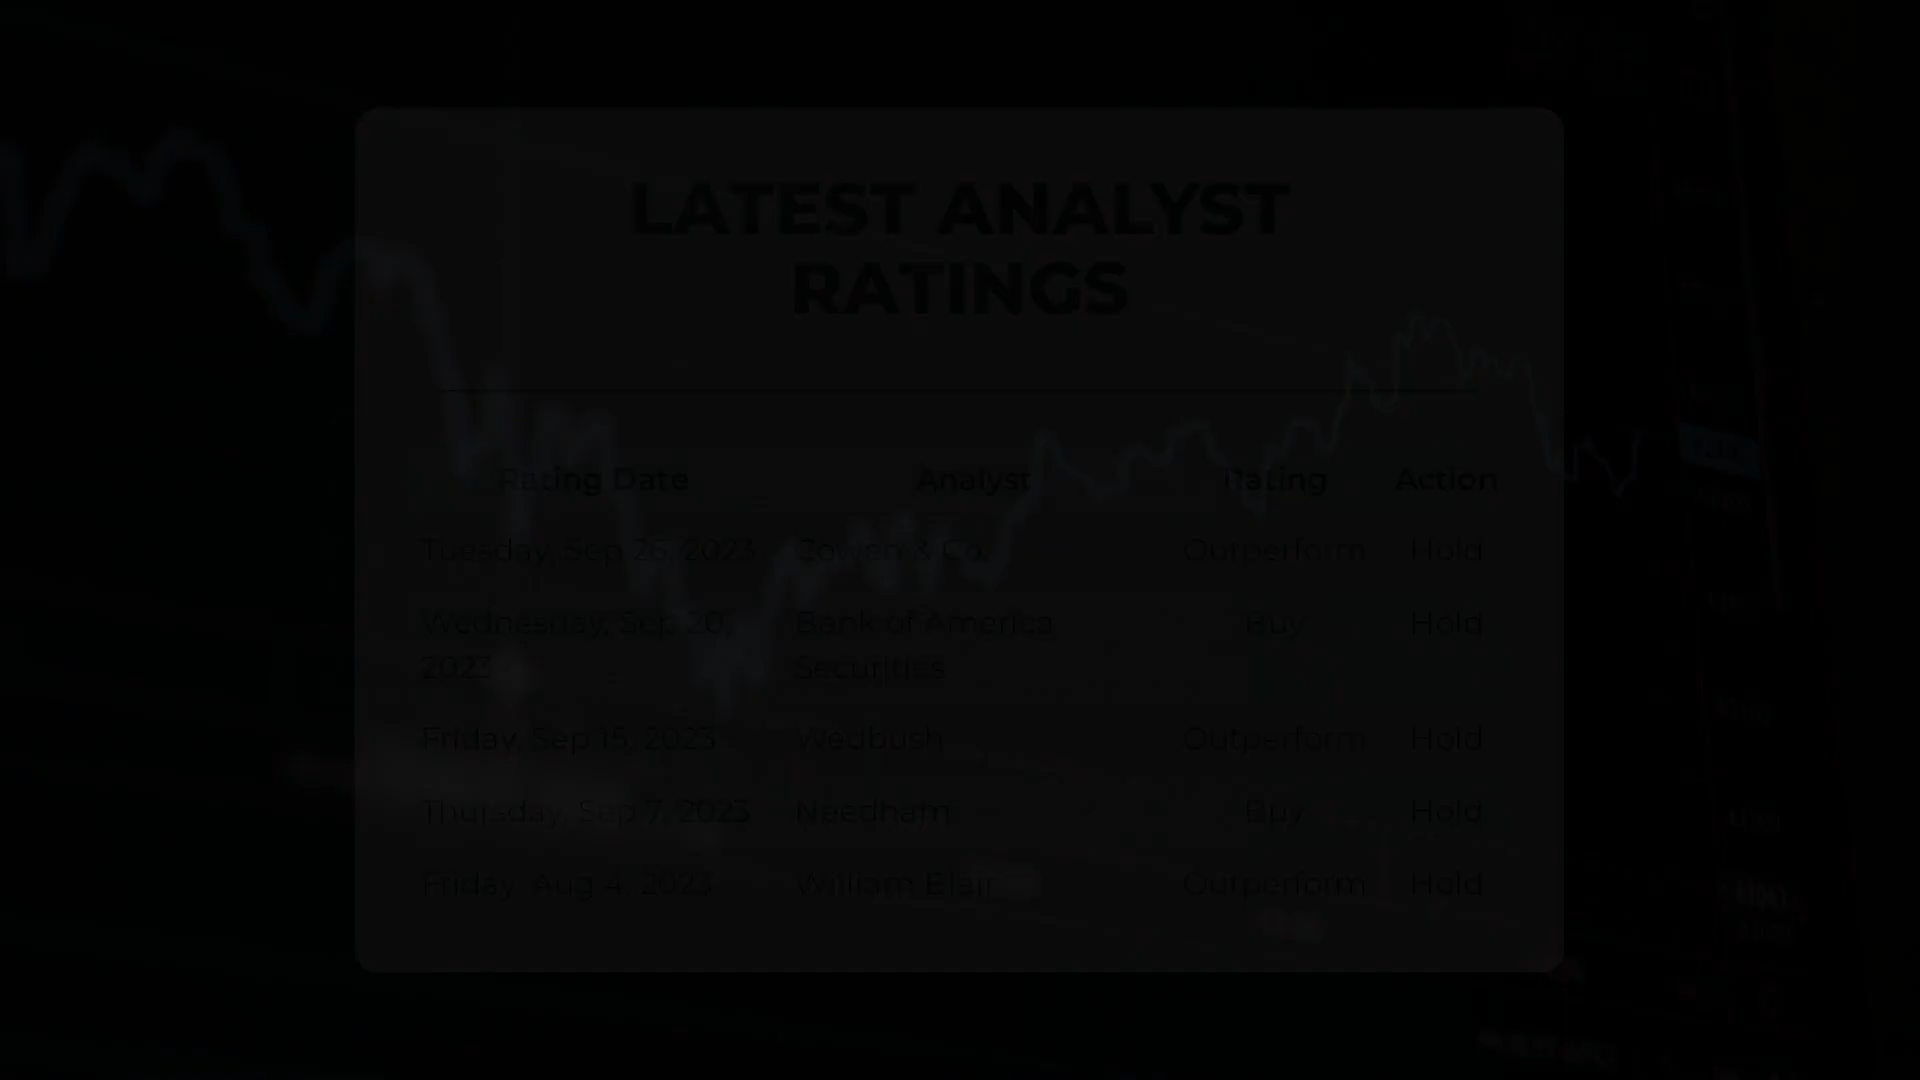 LATEST ANALYST
RATINGS
Rating Date Analyst Rating Action
Tuesday, Sep 26, 2023 Cowen & Co. Outperform Hold
Wednesday, Sep 20, Bank of America Buy Hold
2023 Securities
Friday, Sep 15, 2023 Wedbush Outperform Hold
Thursday, Sep 7, 2023 Needham Buy Hold
Friday, Aug 4, 2023 William Blair Outperform Hold